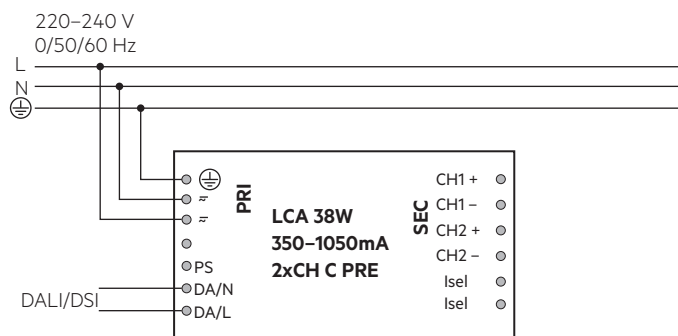 220–240 V
0/50/60 Hz
L
N
PRI
LCA 38W
350–1050mA
2xCH C PRE
PS
DA/N
DA/L
DALI/DSI
SEC
CH1 +
CH1 –
CH2 +
CH2 –
Isel
Isel